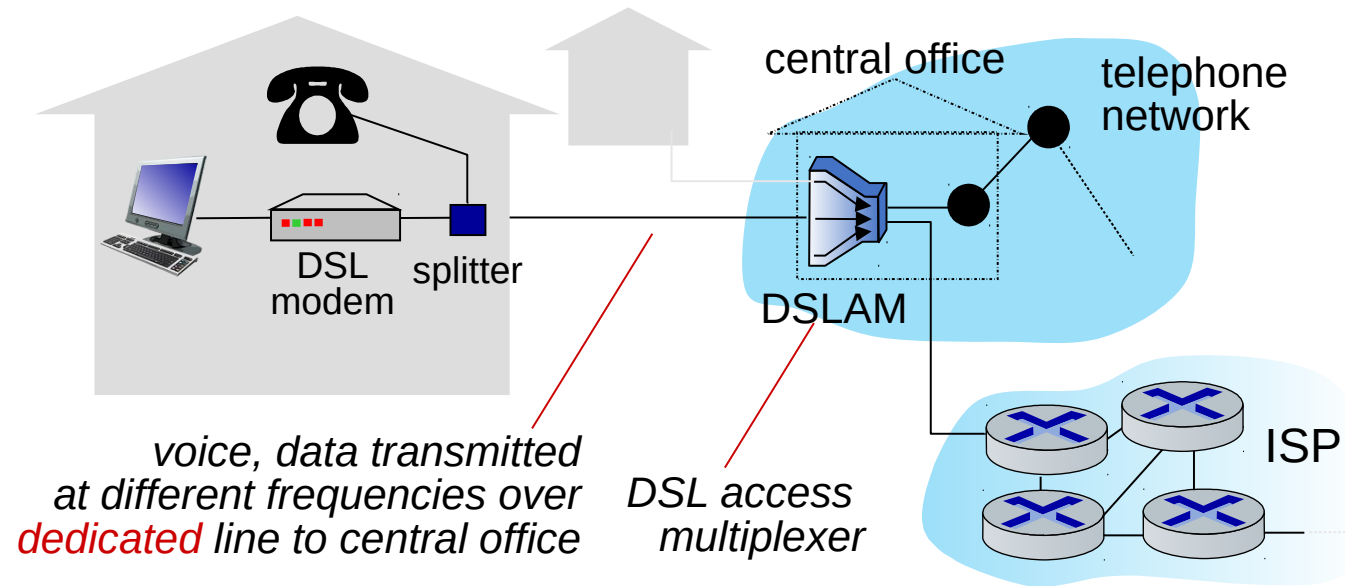 central office
telephone
network
DSL
modem
splitter
DSLAM
ISP
voice, data transmitted
at different frequencies over
dedicated line to central office
DSL access
multiplexer